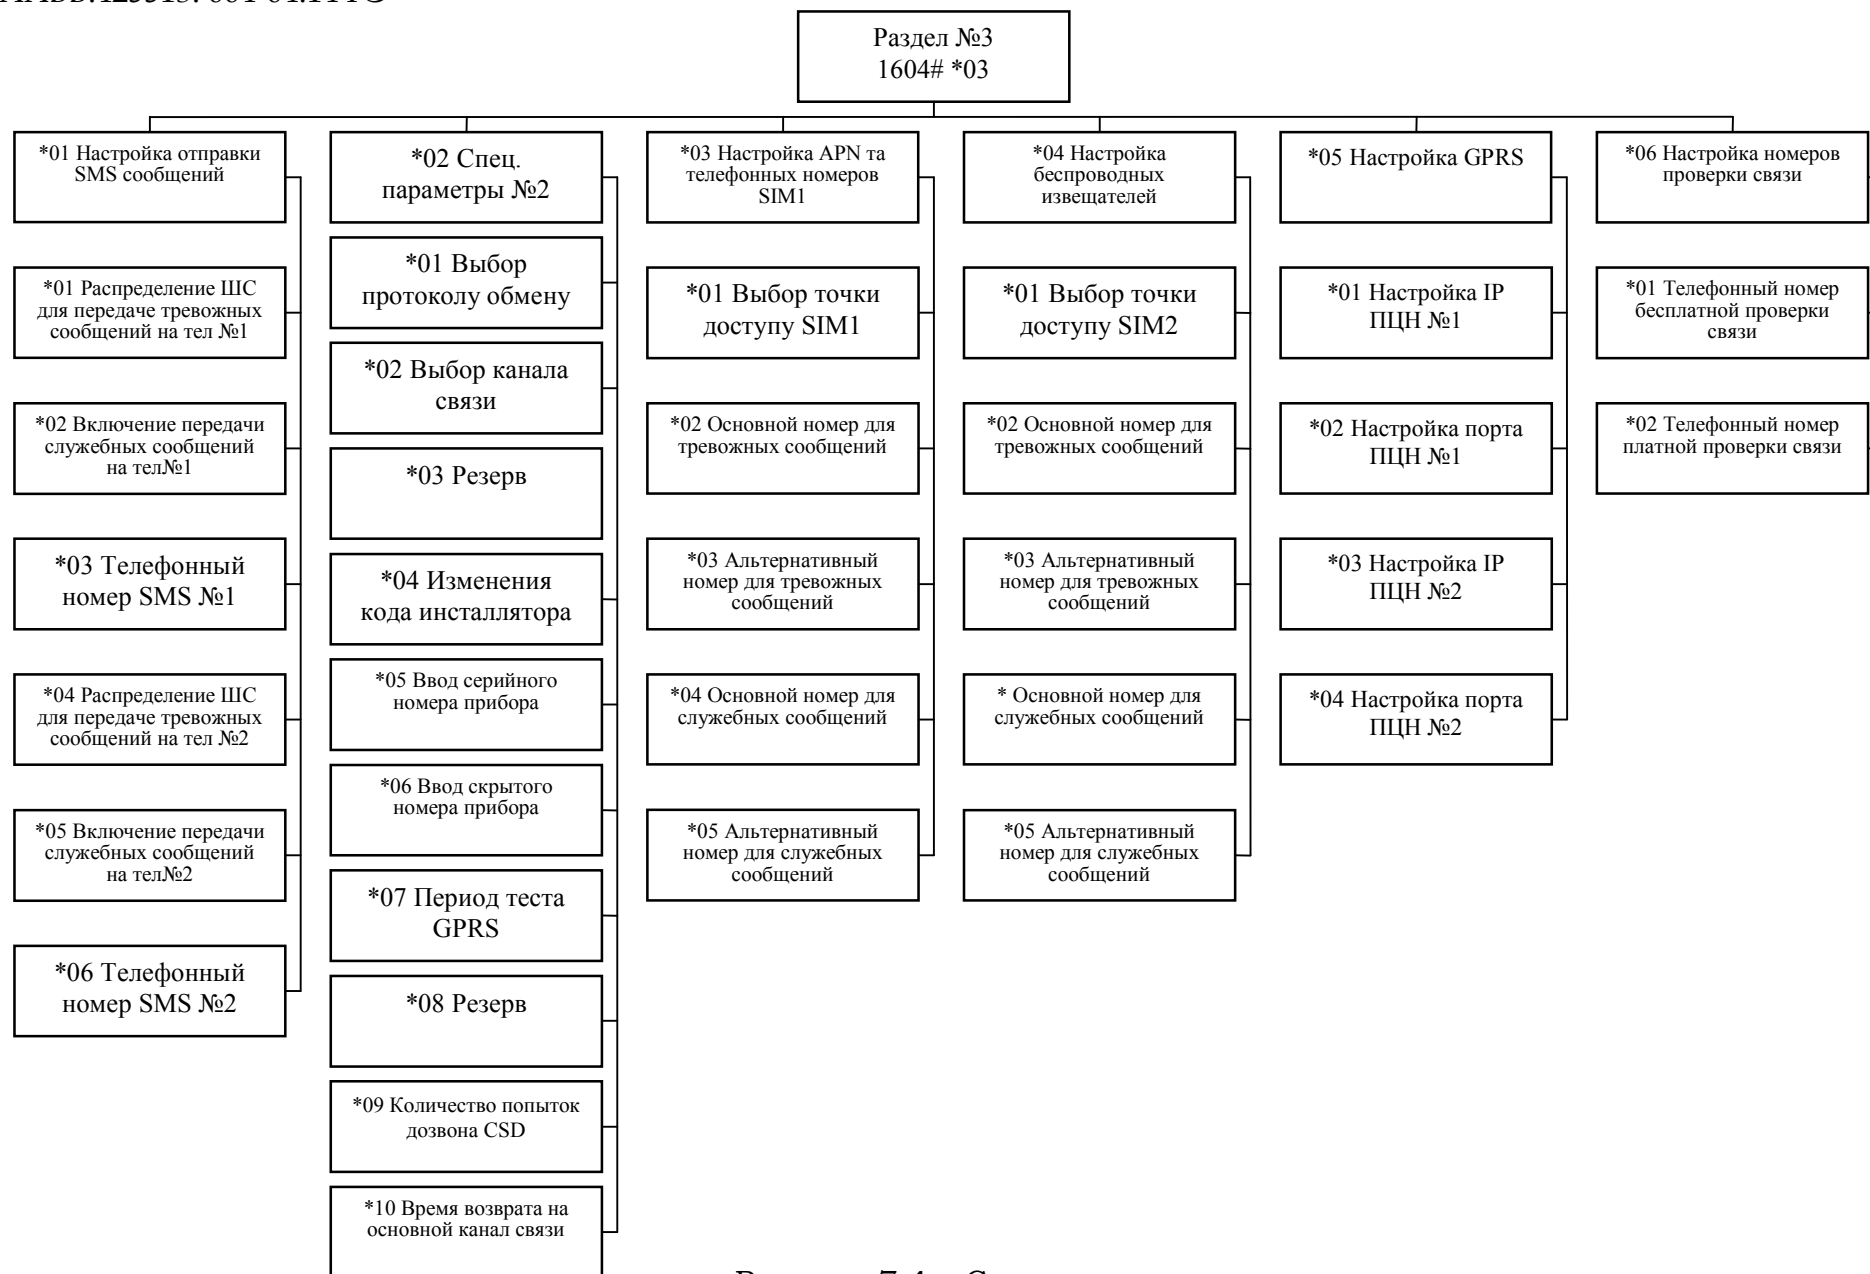 Раздел №3
1604# *03
*01 Настройка отправки
SMS сообщений
*01 Распределение ШС
для передаче тревожных
сообщений на тел №1
*02 Включение передачи
служебных сообщений
на тел№1
*03 Телефонный
номер SMS №1
*04 Распределение ШС
для передаче тревожных
сообщений на тел №2
*05 Включение передачи
служебных сообщений
на тел№2
*06 Телефонный
номер SMS №2
*02 Спец.
параметры №2
*01 Выбор
протоколу обмену
*02 Выбор канала
связи
*03 Резерв
*04 Изменения
кода инсталлятора
*05 Ввод серийного
номера прибора
*06 Ввод скрытого
номера прибора
*07 Период теста
GPRS
*08 Резерв
*09 Количество попыток
дозвона CSD
*10 Время возврата на
основной канал связи
*03 Настройка APN та
телефонных номеров
SIM1
*01 Выбор точки
доступу SIM1
*02 Основной номер для
тревожных сообщений
*03 Альтернативный
номер для тревожных
сообщений
*04 Основной номер для
служебных сообщений
*05 Альтернативный
номер для служебных
сообщений
*04 Настройка
беспроводных
извещателей
*01 Выбор точки
доступу SIM2
*02 Основной номер для
тревожных сообщений
*03 Альтернативный
номер для тревожных
сообщений
* Основной номер для
служебных сообщений
*05 Альтернативный
номер для служебных
сообщений
*05 Настройка GPRS
*01 Настройка IP
ПЦН №1
*02 Настройка порта
ПЦН №1
*03 Настройка IP
ПЦН №2
*04 Настройка порта
ПЦН №2
*06 Настройка номеров
проверки связи
*01 Телефонный номер
бесплатной проверки
связи
*02 Телефонный номер
платной проверки связи